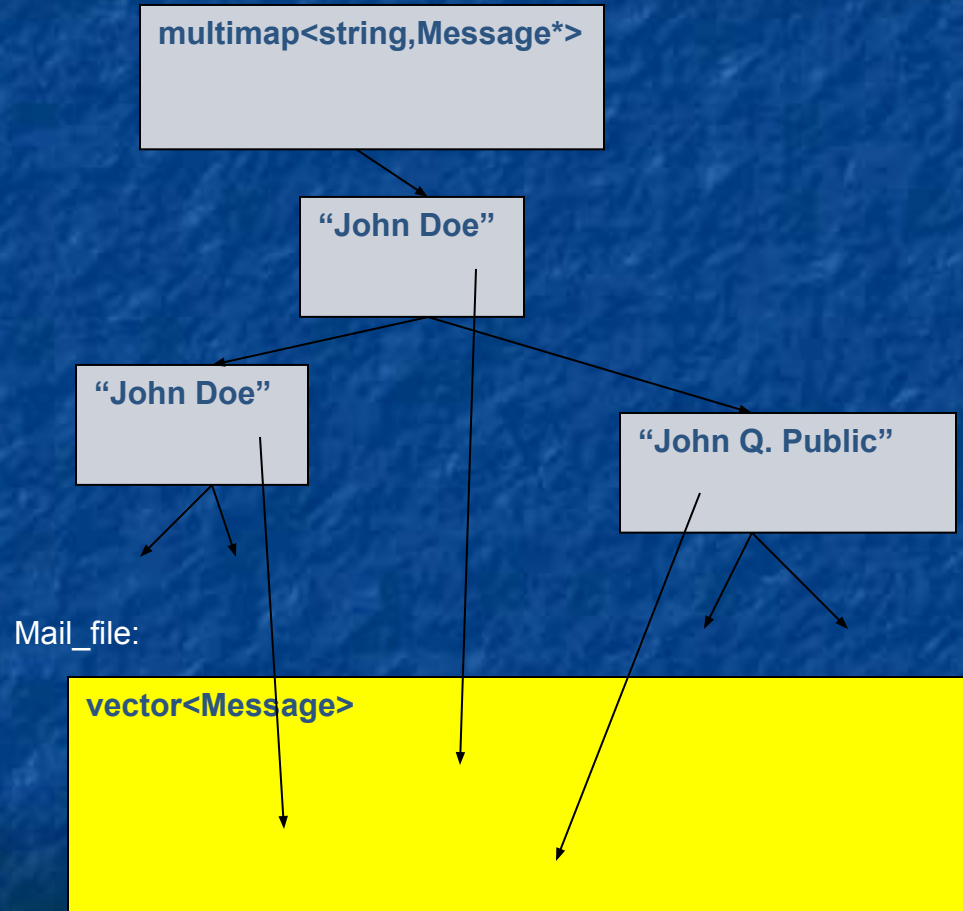 multimap<string,Message*>
“John Doe”
“John Doe”
“John Q. Public”
Mail_file:
vector<Message>